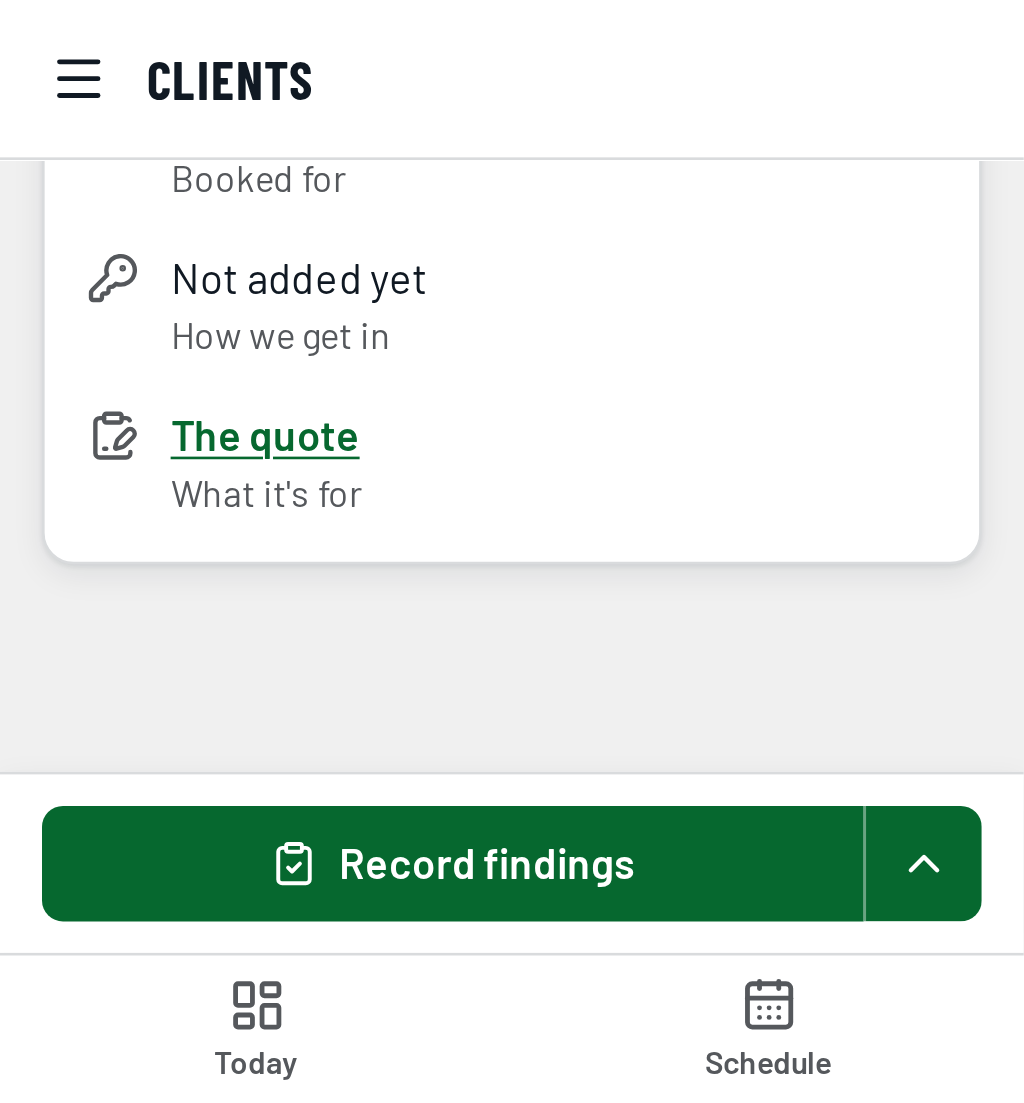 CLIENTS
Booked for
Not added yet
How we get in
The quote
What it's for
Record findings
Today
Schedule